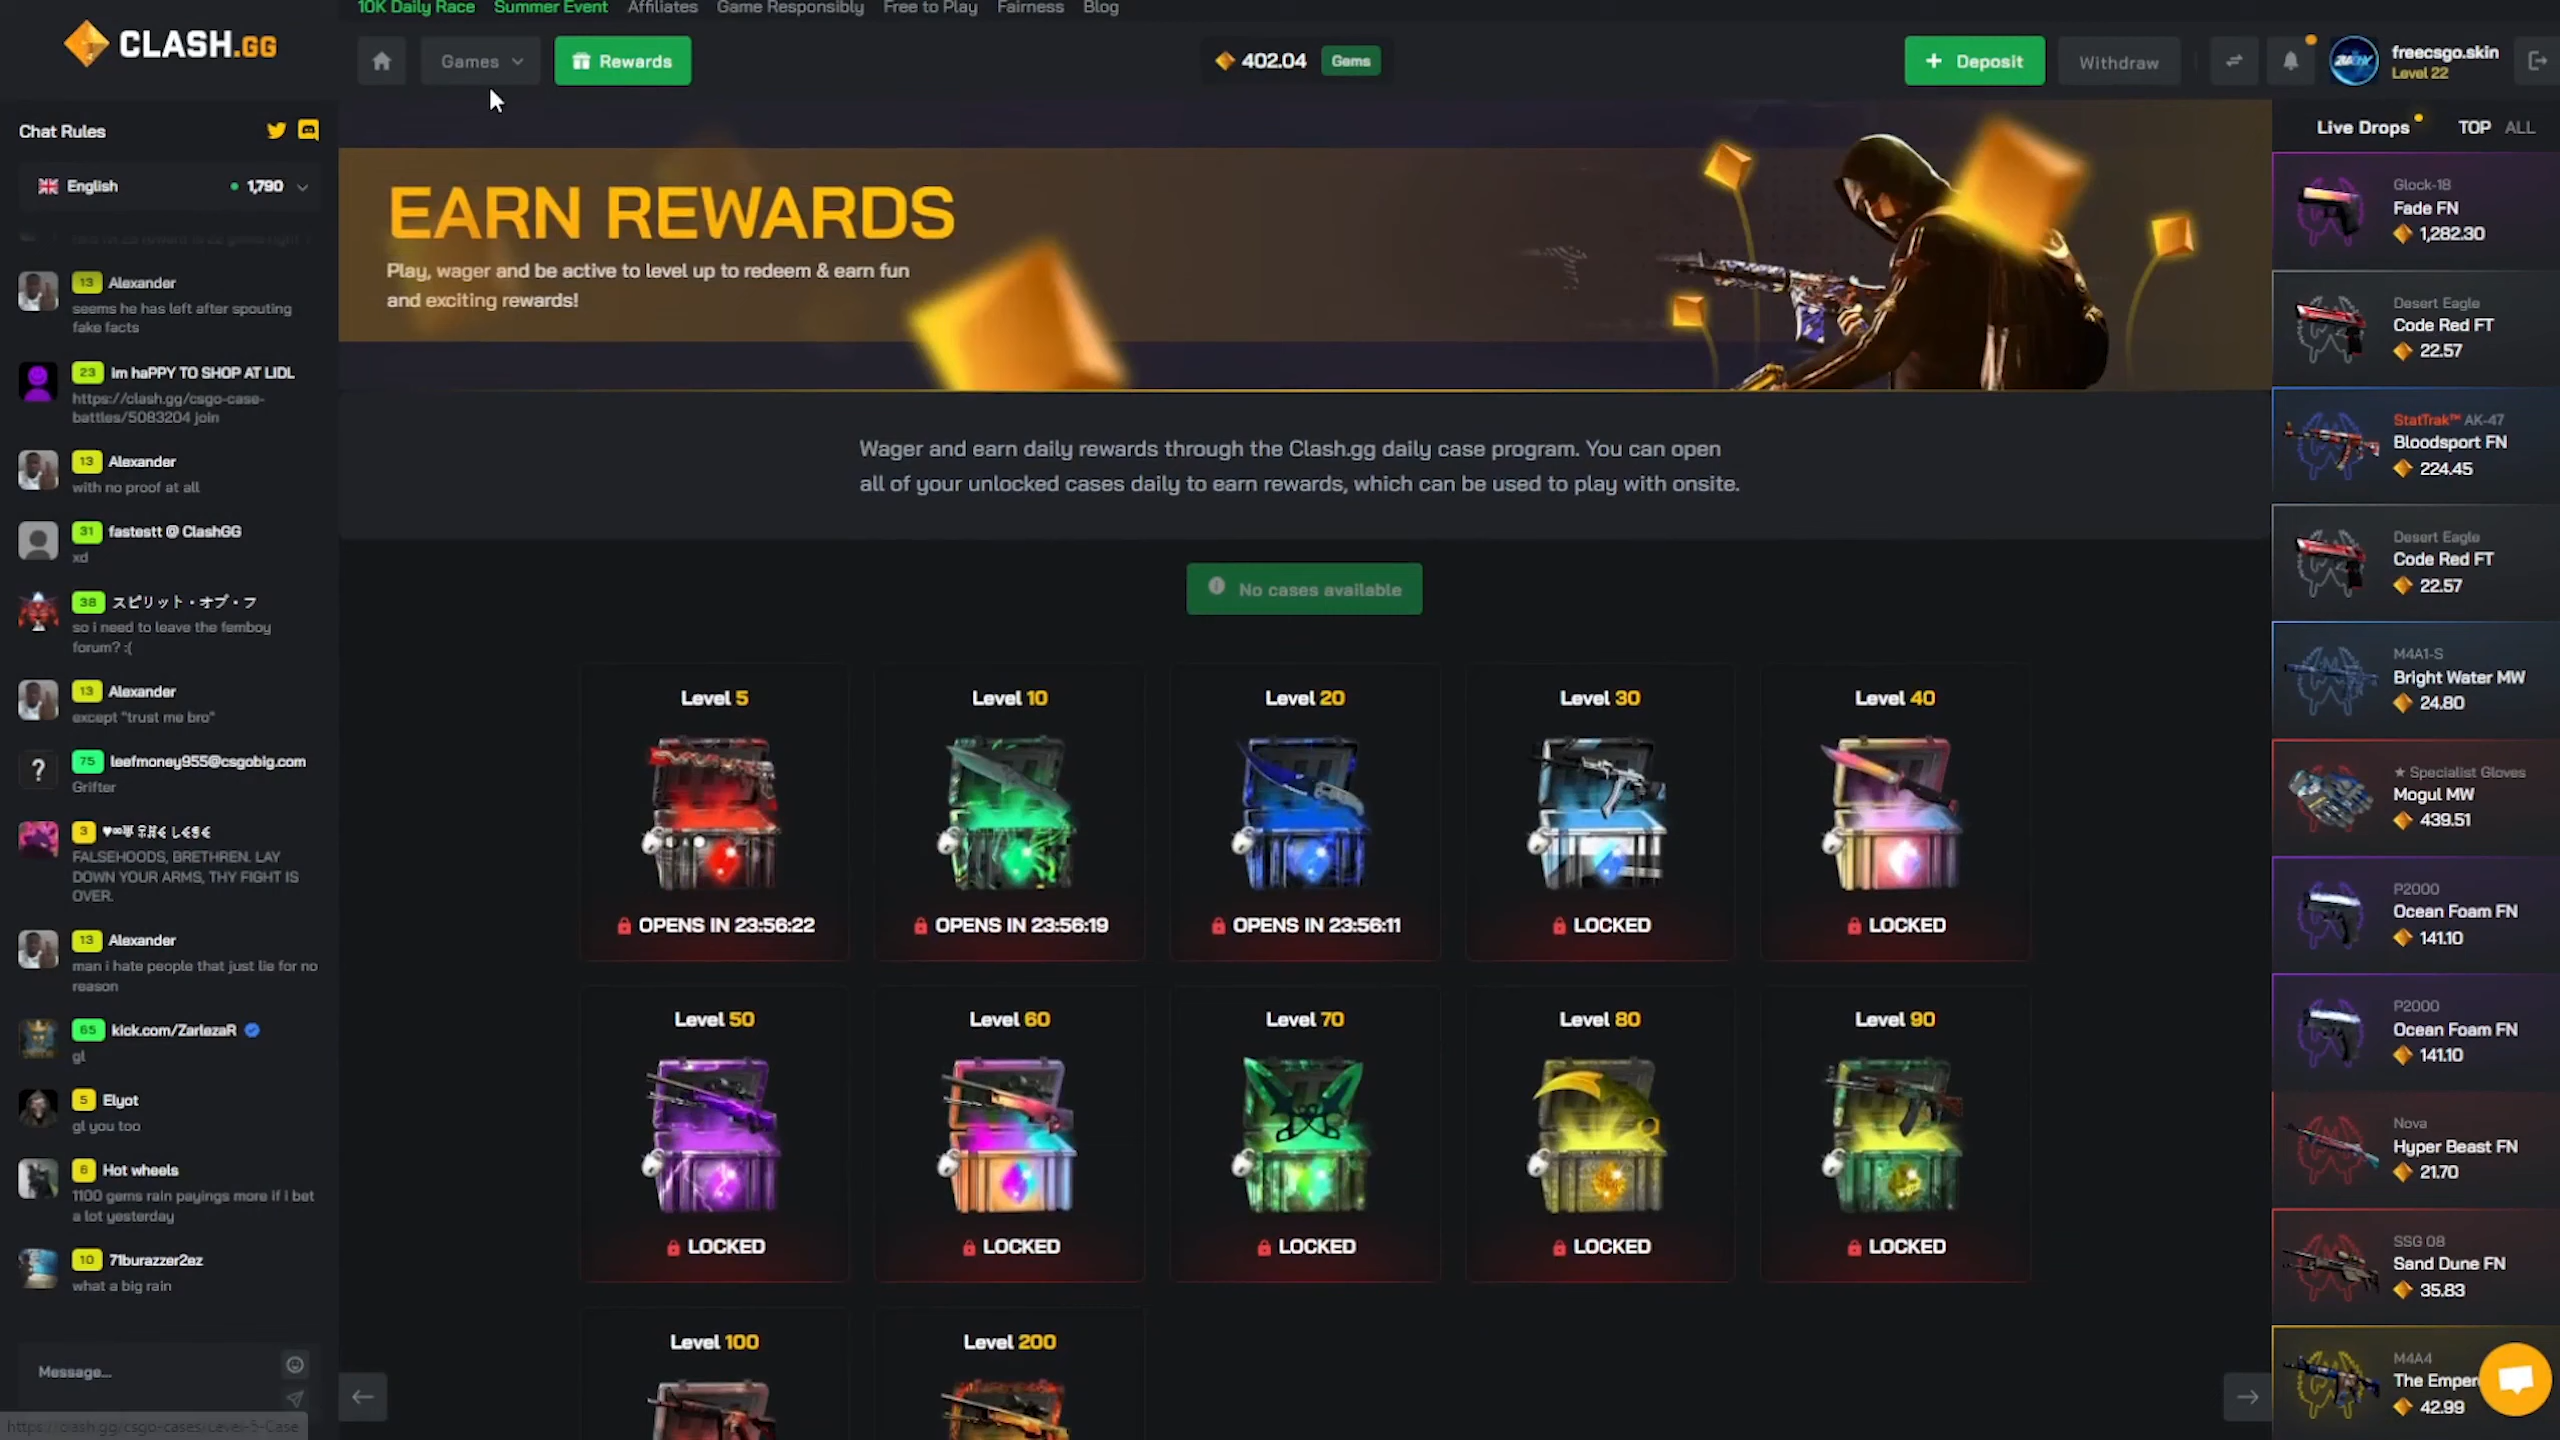 10K Daily Race Summer Event Affiliates Game Responsibly Free to Play Fairness Blog
CLASH.GG
Games
Rewards
402.04 Gems
+ Deposit
Withdraw
freecsgo.skin
Level 22
Chat Rules
English
1,790
13 Alexander
seems he has left after spouting
fake facts
23 im haPPY TO SHOP AT LIDL
https://clash.gg/csgo-case-
battles/5083204 join
13 Alexander
with no proof at all
31 fastestt @ ClashGG
xd
38 スピリット・オブ・フ
so i need to leave the femboy
forum? :(
13 Alexander
except "trust me bro"
75 leefmoney955@csgobig.com
Grifter
3
FALSEHOODS, BRETHREN. LAY
DOWN YOUR ARMS, THY FIGHT IS
OVER.
13 Alexander
man i hate people that just lie for no
reason
65 kick.com/ZarlezaR
gl
5 Elyot
gl you too
6 Hot wheels
1100 gems rain payings more if i bet
a lot yesterday
10 71burazzer2ez
what a big rain
Message...
https://clash.gg/csgo-cases/Level-5-Case
EARN REWARDS
Play, wager and be active to level up to redeem & earn fun
and exciting rewards!
Wager and earn daily rewards through the Clash.gg daily case program. You can open
all of your unlocked cases daily to earn rewards, which can be used to play with onsite.
No cases available
Level 5
OPENS IN 23:56:22
Level 10
OPENS IN 23:56:19
Level 20
OPENS IN 23:56:11
Level 30
LOCKED
Level 40
LOCKED
Level 50
LOCKED
Level 60
LOCKED
Level 70
LOCKED
Level 80
LOCKED
Level 90
LOCKED
Level 100
Level 200
Live Drops TOP ALL
Glock-18
Fade FN
1,282.30
Desert Eagle
Code Red FT
22.57
StatTrak™ AK-47
Bloodsport FN
224.45
Desert Eagle
Code Red FT
22.57
M4A1-S
Bright Water MW
24.80
★ Specialist Gloves
Mogul MW
439.51
P2000
Ocean Foam FN
141.10
P2000
Ocean Foam FN
141.10
Nova
Hyper Beast FN
21.70
SSG 08
Sand Dune FN
35.83
M4A4
The Emper
42.99